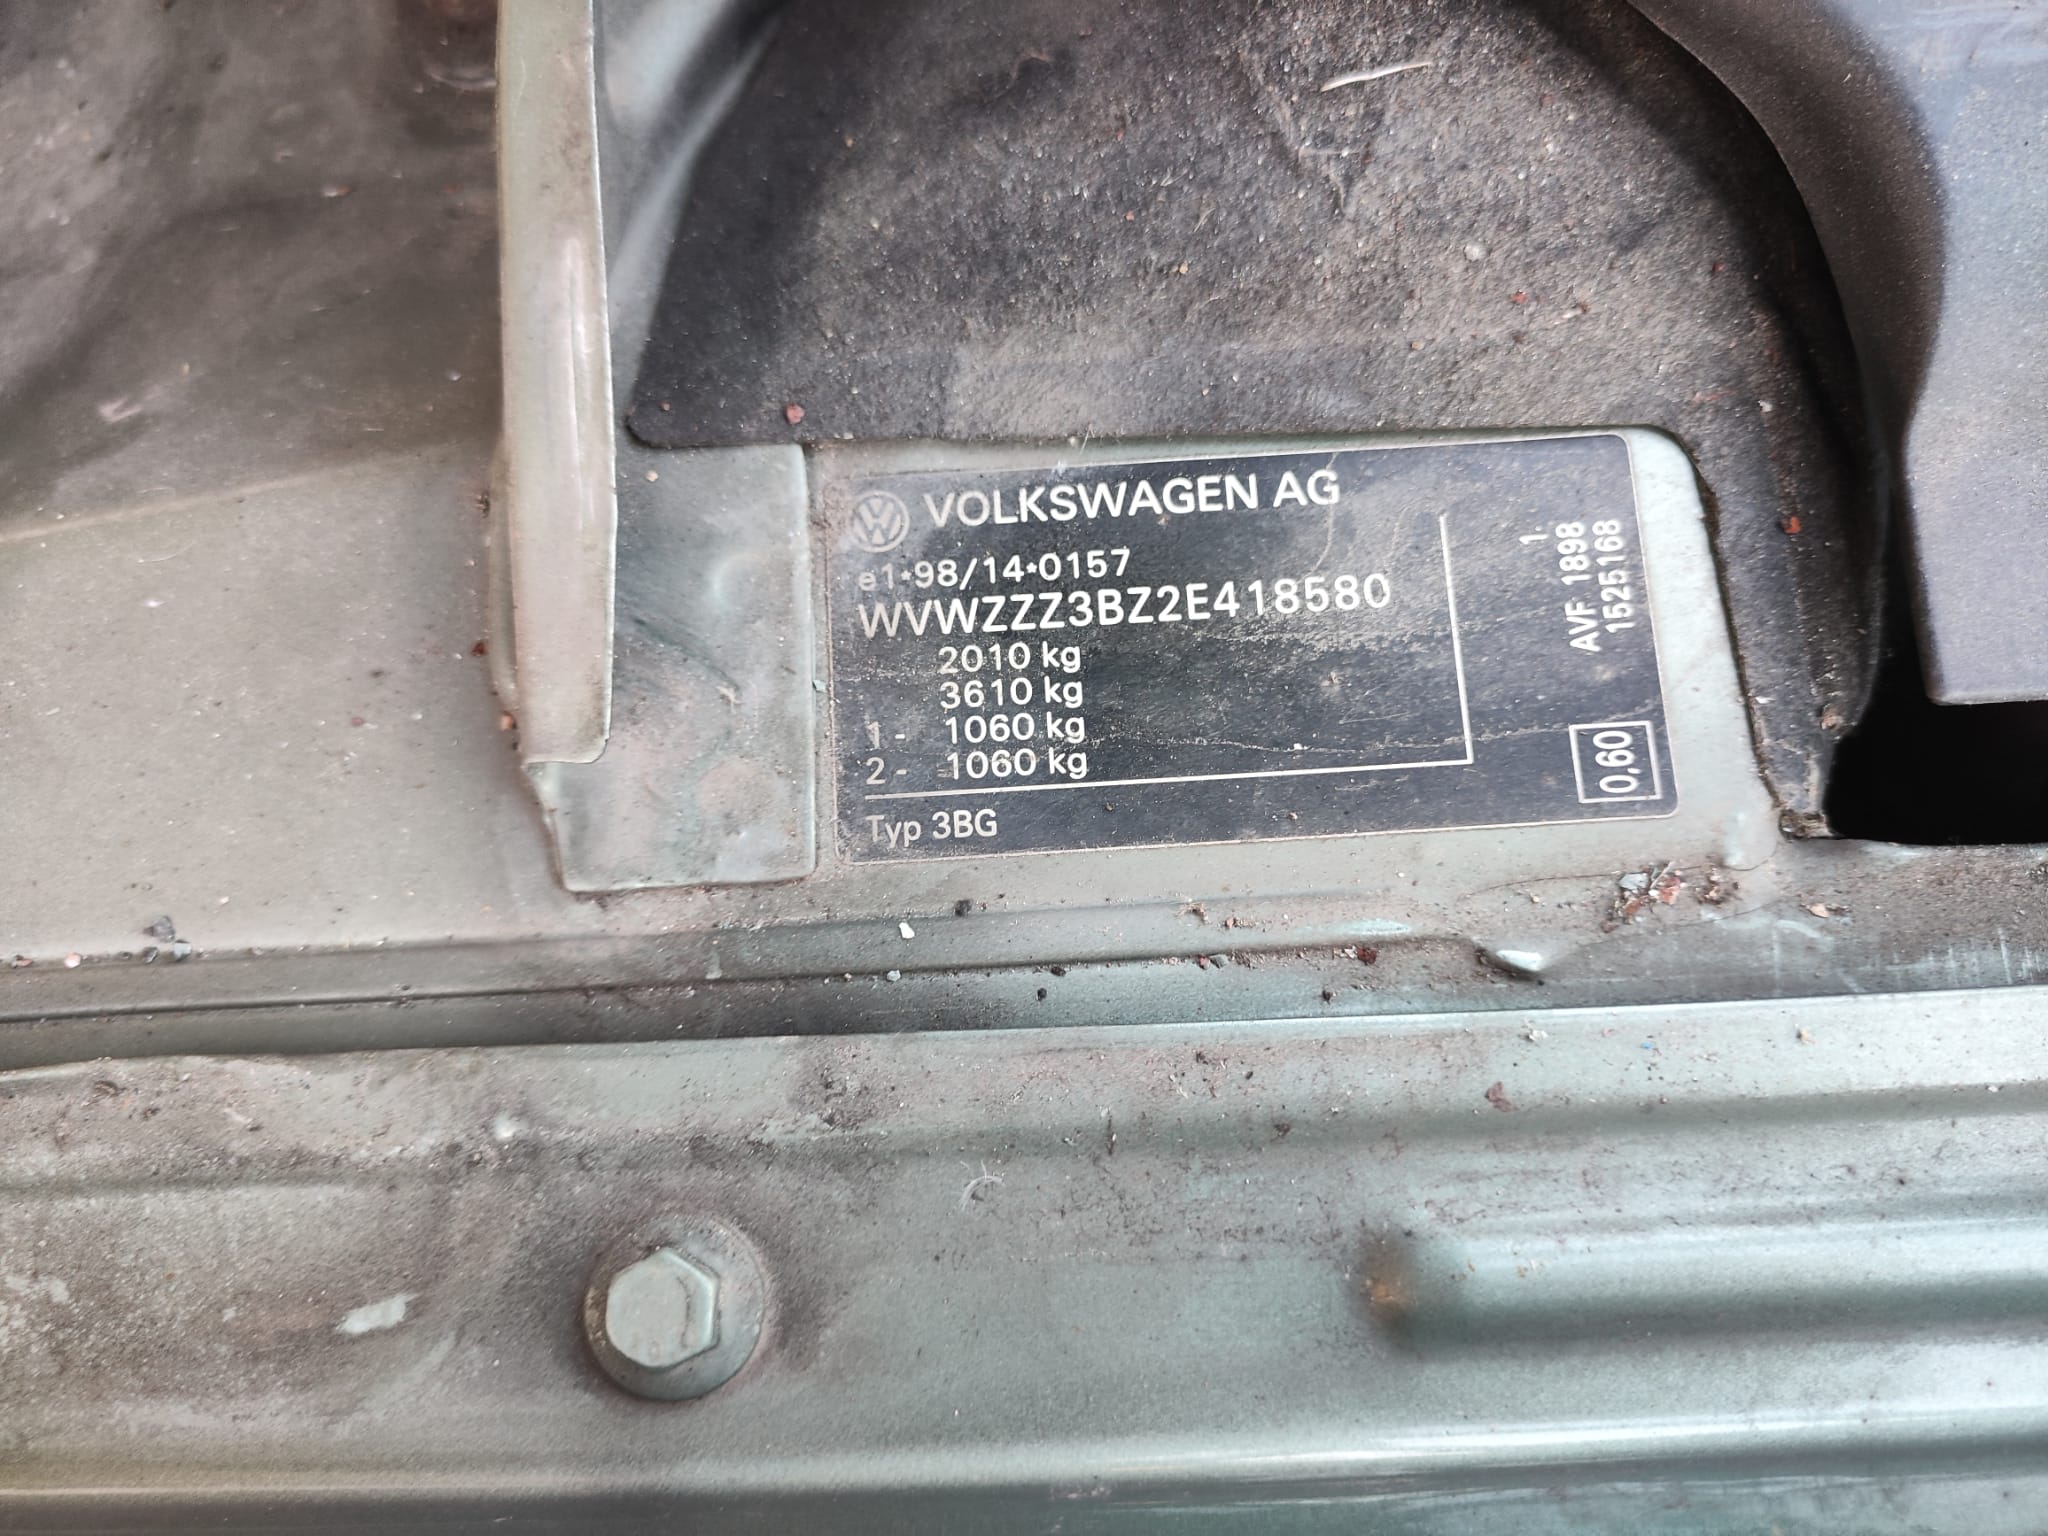 VOLKSWAGEN AG
e1*98/14*0157
WVWZZZ3BZ2E418580
2010 kg
3610 kg
1 - 1060 kg
2 - 1060 kg
Typ 3BG
1.
AVF 1898
1525168
0,60